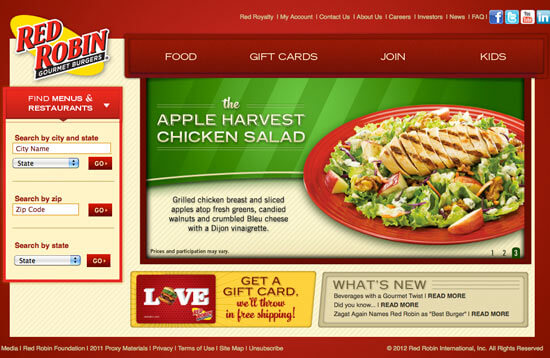 Red Royalty | My Account | Contact Us | About Us | Careers | Investors | News | FAQ |
RED ROBIN
GOURMET BURGERS
FOOD
GIFT CARDS
JOIN
KIDS
FIND MENUS &
RESTAURANTS
Search by city and state
City Name
State
GO
Search by zip
Zip Code
GO
Search by state
State
GO
the
APPLE HARVEST
CHICKEN SALAD
Grilled chicken breast and sliced
apples atop fresh greens, candied
walnuts and crumbled Bleu cheese
with a Dijon vinaigrette.
Prices and participation may vary.
1 2 3
LOVE
GET A
GIFT CARD,
we'll throw
in free shipping!
WHAT'S NEW
Beverages with a Gourmet Twist | READ MORE
Did you know... | READ MORE
Zagat Again Names Red Robin as "Best Burger" | READ MORE
Media | Red Robin Foundation | 2011 Proxy Materials | Privacy | Terms of Use | Site Map | Unsubscribe
© 2012 Red Robin International, Inc. All Rights Reserved